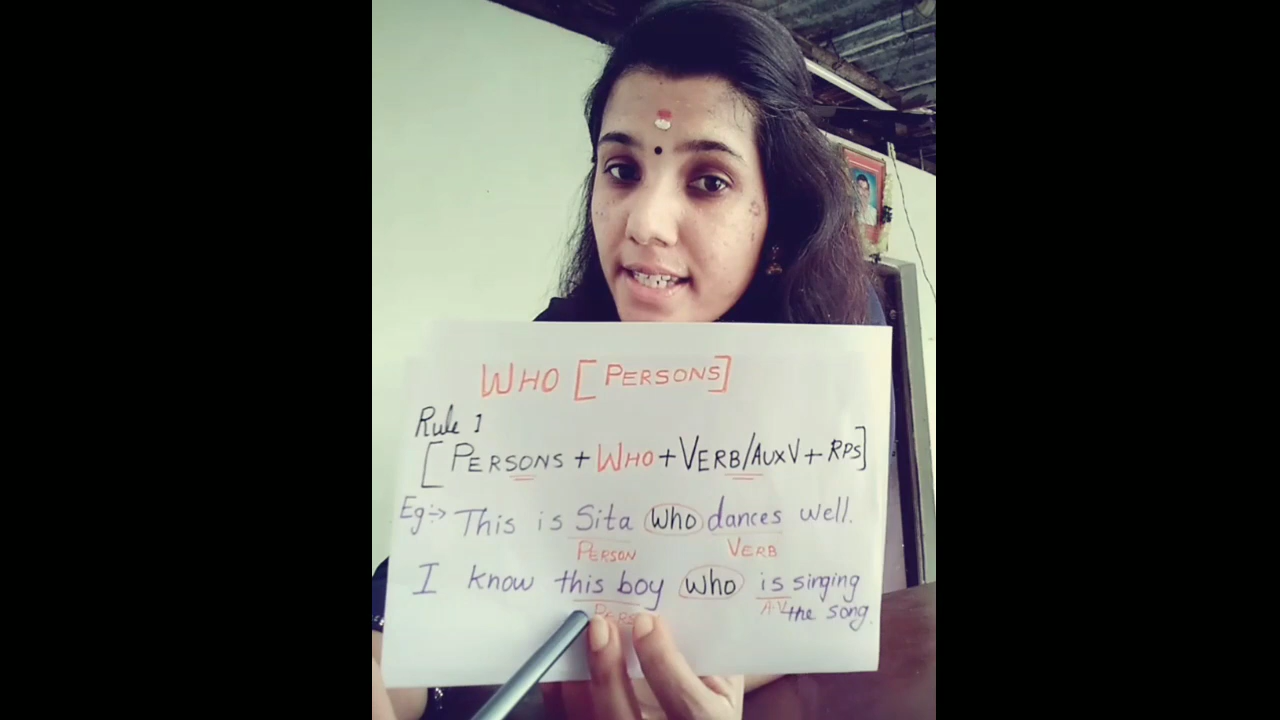 WHO [PERSONS]
Rule 1
[PERSONS + WHO + VERB/AUXV + RPS]
Eg:-> This is Sita who dances well.
PERSON VERB
I know this boy who is singing
A.V the song.